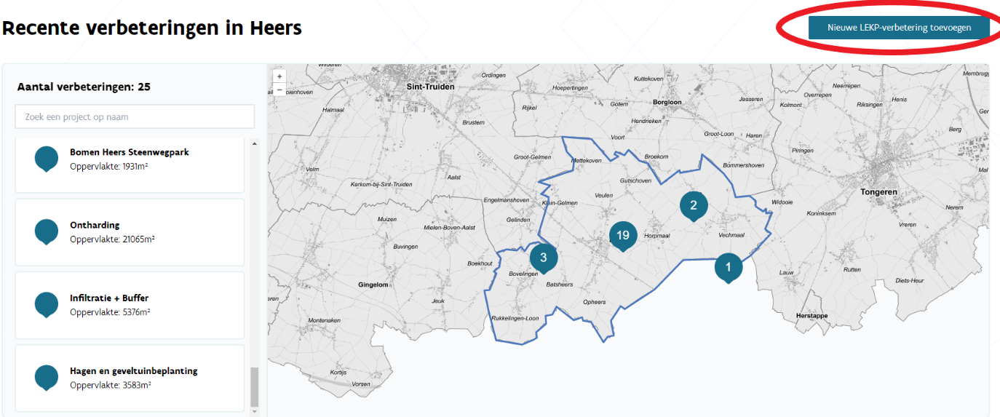 Recente verbeteringen in Heers
Nieuwe LEKP-verbetering toevoegen
Aantal verbeteringen: 25
Zoek een project op naam
Bomen Heers Steenwegpark
Oppervlakte: 1931m²
Ontharding
Oppervlakte: 21065m²
Infiltratie + Buffer
Oppervlakte: 5376m²
Hagen en geveltuinbeplanting
Oppervlakte: 3583m²
+
−
Wilderen
Ordingen
Sint-Truiden
Hoepertingen
Kuttekoven
Borgloon
Jesseren
Neerrepen
Overrepen
Henis
Kolmont
Riksingen
Halmaal
Brustem
Rijkel
Gotem
Hendrieken
Groot-Loon
Haren
Berg
Voort
Piringen
Groot-Gelmen
Mettekoven
Broekom
Bommershoven
Velm
Aalst
Kerkom-bij-Sint-Truiden
Gutschoven
Tongeren
Engelmanshoven
Klein-Gelmen
Veulen
2
Widooie
Koninksem
Nerem
Muizen
Mielen-Boven-Aalst
Gelinden
19
Horpmaal
Vechmaal
Vreren
Buvingen
3
Boekhout
1
Bovelingen
Lauw
Rutten
Diets-Heur
Gingelom
Batsheers
Jeuk
Opheers
Montenaken
Rukkelingen-Loon
Herstappe
Kortijs
Vorsen